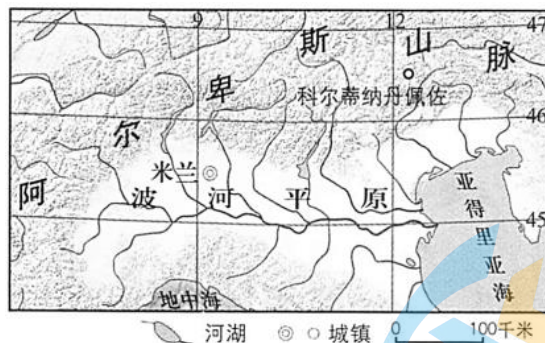 9 12 47
阿尔卑斯山脉
科尔蒂纳丹佩佐
46
米兰
波河平原
亚得里亚海
45
地中海
河湖 城镇 0 100千米